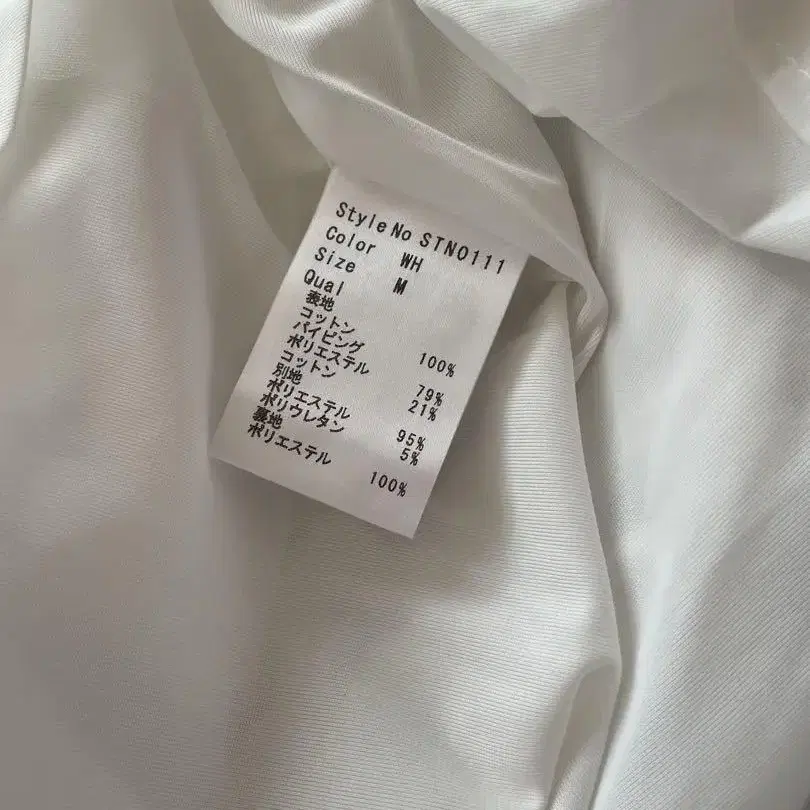 Style No STN0111
Color WH
Size M
Qual
表地
コットン 100%
パイピング
ポリエステル 79%
コットン 21%
別地
ポリエステル 95%
ポリウレタン 5%
裏地
ポリエステル 100%